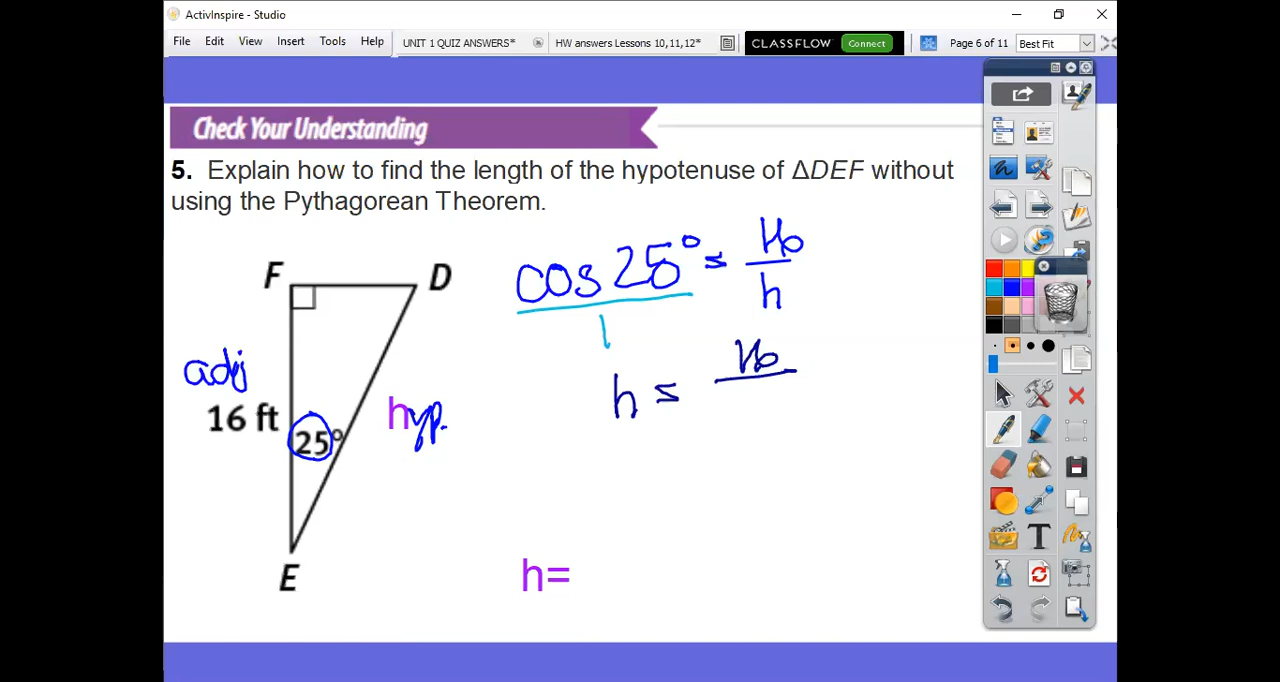 ActivInspire - Studio
File Edit View Insert Tools Help UNIT 1 QUIZ ANSWERS* HW answers Lessons 10,11,12* CLASSFLOW Connect Page 6 of 11 Best Fit
Check Your Understanding
5. Explain how to find the length of the hypotenuse of ΔDEF without
using the Pythagorean Theorem.
cos 25° = 16
h
F D
adj
16 ft
25°
hyp.
h = 16
E
h=